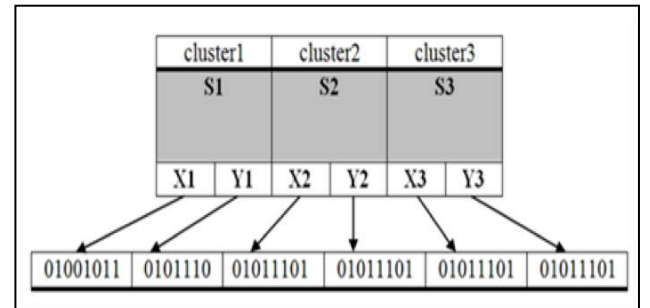 cluster1 cluster2 cluster3
S1 S2 S3
X1 Y1 X2 Y2 X3 Y3
01001011 0101110 01011101 01011101 01011101 01011101